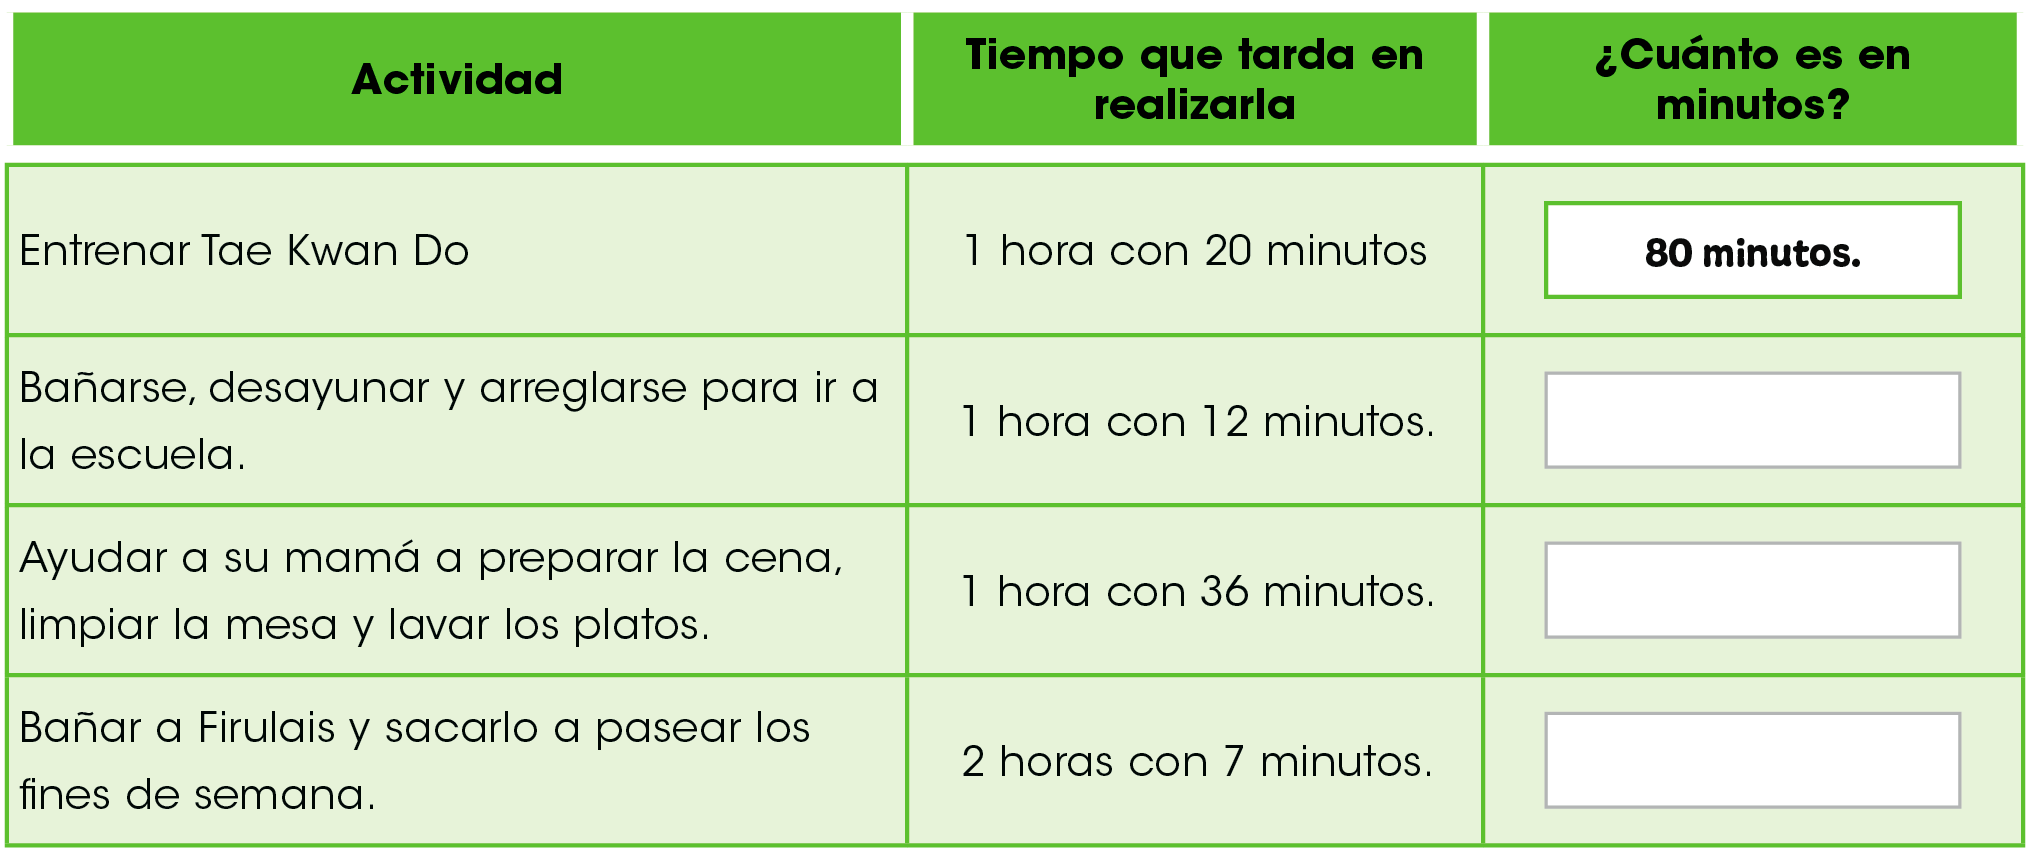 Actividad
Tiempo que tarda en
realizarla
¿Cuánto es en
minutos?
Entrenar Tae Kwan Do
1 hora con 20 minutos
80 minutos.
Bañarse, desayunar y arreglarse para ir a
la escuela.
1 hora con 12 minutos.
Ayudar a su mamá a preparar la cena,
limpiar la mesa y lavar los platos.
1 hora con 36 minutos.
Bañar a Firulais y sacarlo a pasear los
fines de semana.
2 horas con 7 minutos.